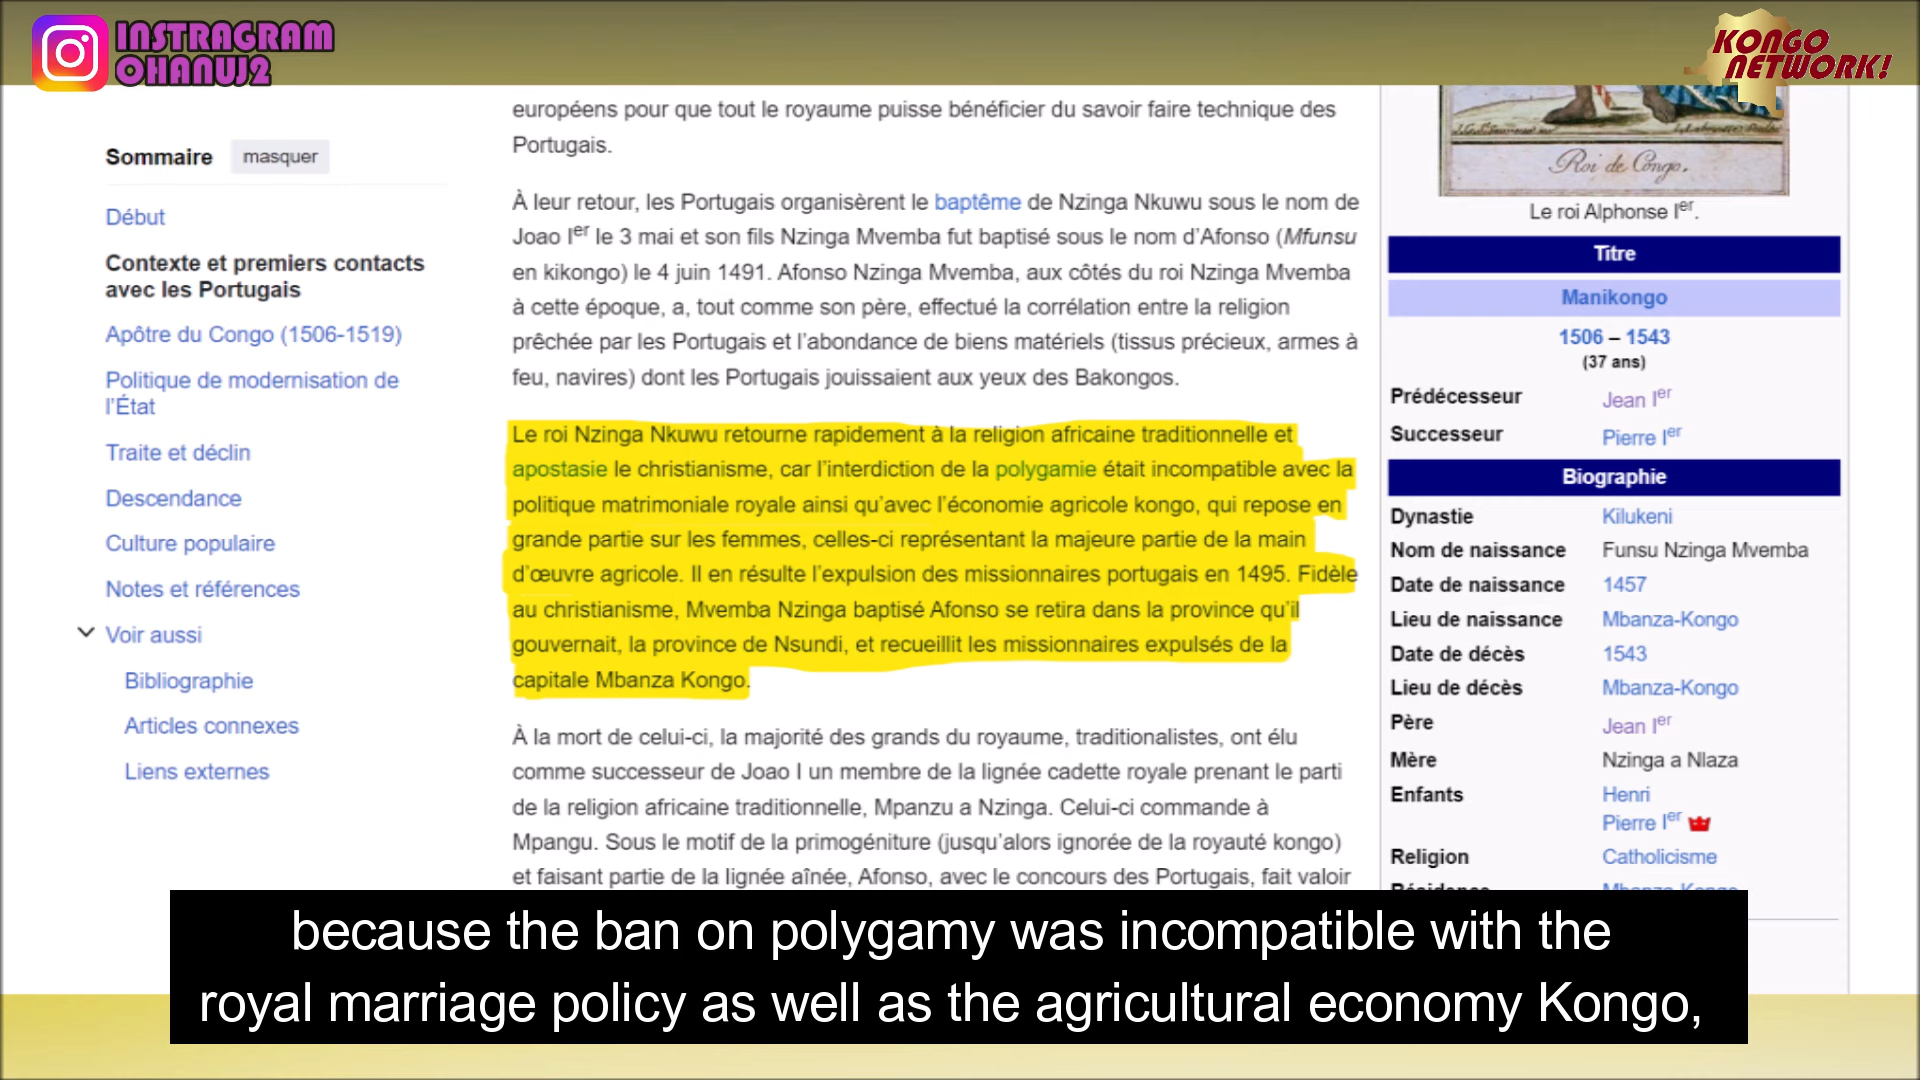 INSTRAGRAM
OHANUJ2
KONGO
NETWORK!
Sommaire masquer
Début
Contexte et premiers contacts
avec les Portugais
Apôtre du Congo (1506-1519)
Politique de modernisation de
l'État
Traite et déclin
Descendance
Culture populaire
Notes et références
Voir aussi
Bibliographie
Articles connexes
Liens externes
européens pour que tout le royaume puisse bénéficier du savoir faire technique des
Portugais.
À leur retour, les Portugais organisèrent le baptême de Nzinga Nkuwu sous le nom de
Joao Ier le 3 mai et son fils Nzinga Mvemba fut baptisé sous le nom d'Afonso (Mfunsu
en kikongo) le 4 juin 1491. Afonso Nzinga Mvemba, aux côtés du roi Nzinga Mvemba
à cette époque, a, tout comme son père, effectué la corrélation entre la religion
prêchée par les Portugais et l'abondance de biens matériels (tissus précieux, armes à
feu, navires) dont les Portugais jouissaient aux yeux des Bakongos.
Le roi Nzinga Nkuwu retourne rapidement à la religion africaine traditionnelle et
apostasie le christianisme, car l'interdiction de la polygamie était incompatible avec la
politique matrimoniale royale ainsi qu'avec l'économie agricole kongo, qui repose en
grande partie sur les femmes, celles-ci représentant la majeure partie de la main
d'œuvre agricole. Il en résulte l'expulsion des missionnaires portugais en 1495. Fidèle
au christianisme, Mvemba Nzinga baptisé Afonso se retira dans la province qu'il
gouvernait, la province de Nsundi, et recueillit les missionnaires expulsés de la
capitale Mbanza Kongo.
À la mort de celui-ci, la majorité des grands du royaume, traditionalistes, ont élu
comme successeur de Joao I un membre de la lignée cadette royale prenant le parti
de la religion africaine traditionnelle, Mpanzu a Nzinga. Celui-ci commande à
Mpangu. Sous le motif de la primogéniture (jusqu'alors ignorée de la royauté kongo)
et faisant partie de la lignée aînée, Afonso, avec le concours des Portugais, fait valoir
Roi de Congo.
Le roi Alphonse Ier.
Titre
Manikongo
1506 – 1543
(37 ans)
Prédécesseur Jean Ier
Successeur Pierre Ier
Biographie
Dynastie Kilukeni
Nom de naissance Funsu Nzinga Mvemba
Date de naissance 1457
Lieu de naissance Mbanza-Kongo
Date de décès 1543
Lieu de décès Mbanza-Kongo
Père Jean Ier
Mère Nzinga a Nlaza
Enfants Henri
Pierre Ier
Religion Catholicisme
Résidence Mbanza-Kongo
because the ban on polygamy was incompatible with the
royal marriage policy as well as the agricultural economy Kongo,